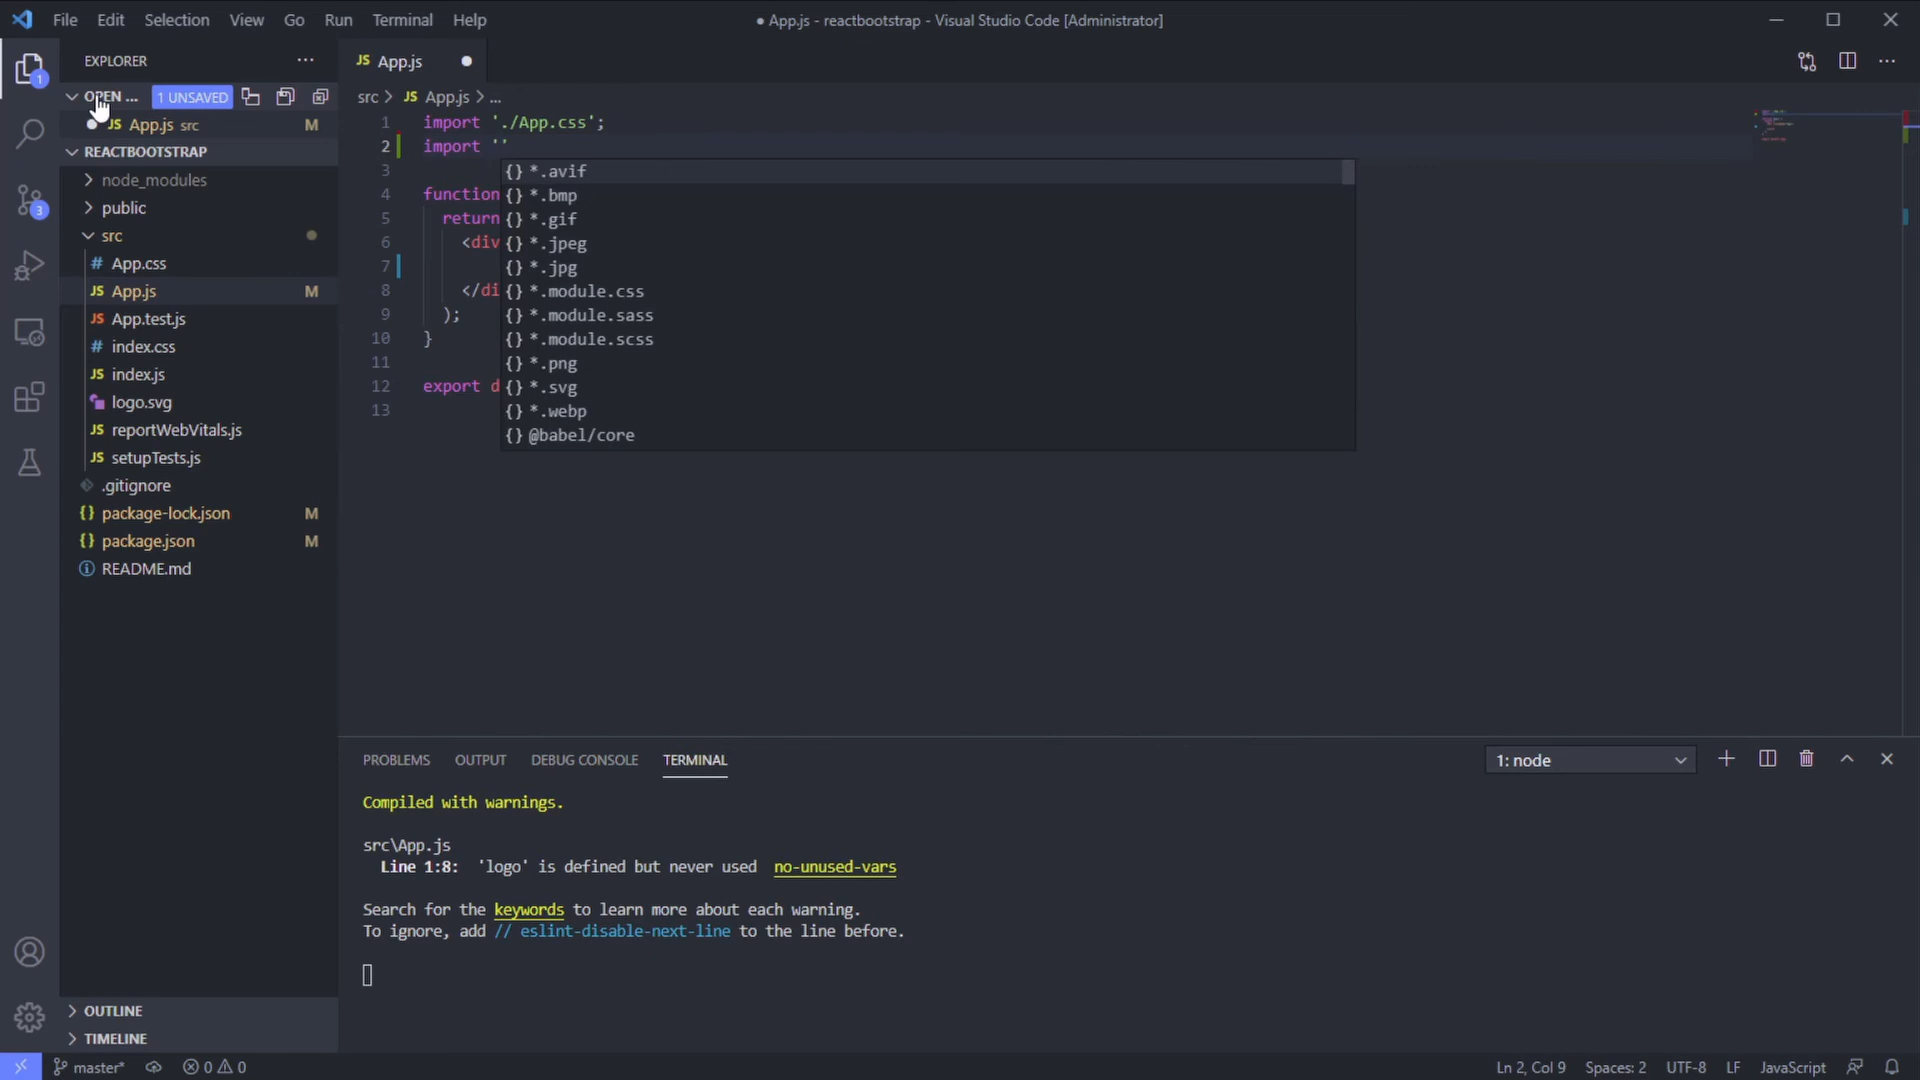 File Edit Selection View Go Run Terminal Help
● App.js - reactbootstrap - Visual Studio Code [Administrator]
EXPLORER ...
OPEN ... 1 UNSAVED
JS App.js src M
REACTBOOTSTRAP
node_modules
public
src
# App.css
JS App.js M
JS App.test.js
# index.css
JS index.js
logo.svg
JS reportWebVitals.js
JS setupTests.js
.gitignore
{} package-lock.json M
{} package.json M
README.md
OUTLINE
TIMELINE
1
3
JS App.js
src > JS App.js > ...
1 import './App.css';
2 import ''
3
4 function
5 return
6 <div
7
8 </di
9 );
10 }
11
12 export d
13
{} *.avif
{} *.bmp
{} *.gif
{} *.jpeg
{} *.jpg
{} *.module.css
{} *.module.sass
{} *.module.scss
{} *.png
{} *.svg
{} *.webp
{} @babel/core
PROBLEMS OUTPUT DEBUG CONSOLE TERMINAL
1: node
Compiled with warnings.
src\App.js
Line 1:8: 'logo' is defined but never used no-unused-vars
Search for the keywords to learn more about each warning.
To ignore, add // eslint-disable-next-line to the line before.
master* 0 0
Ln 2, Col 9 Spaces: 2 UTF-8 LF JavaScript